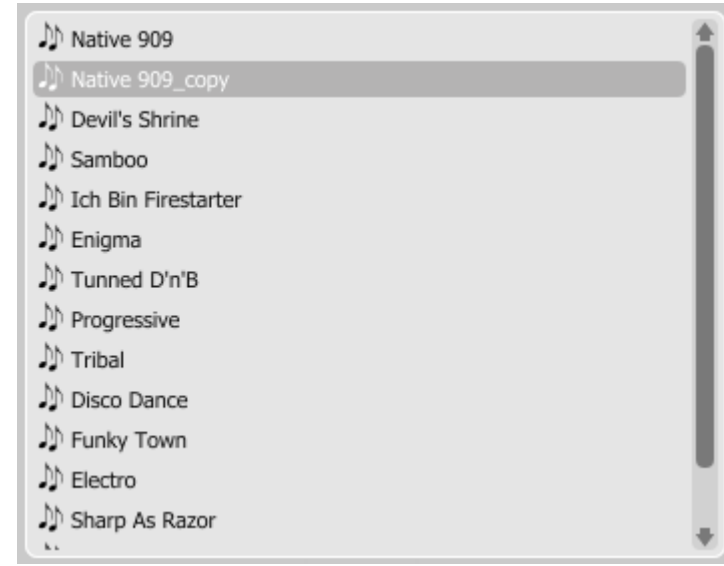 Native 909
Native 909_copy
Devil's Shrine
Samboo
Ich Bin Firestarter
Enigma
Tunned D'n'B
Progressive
Tribal
Disco Dance
Funky Town
Electro
Sharp As Razor